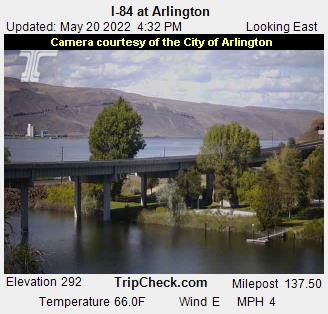 I-84 at Arlington
Updated: May 20 2022 4:32 PM Looking East
Camera courtesy of the City of Arlington
Elevation 292 TripCheck.com Milepost 137.50
Temperature 66.0F Wind E MPH 4